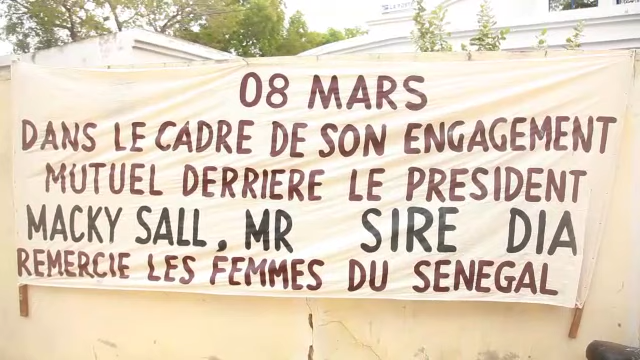 08 MARS
DANS LE CADRE DE SON ENGAGEMENT
MUTUEL DERRIERE LE PRESIDENT
MACKY SALL, MR SIRE DIA
REMERCIE LES FEMMES DU SENEGAL